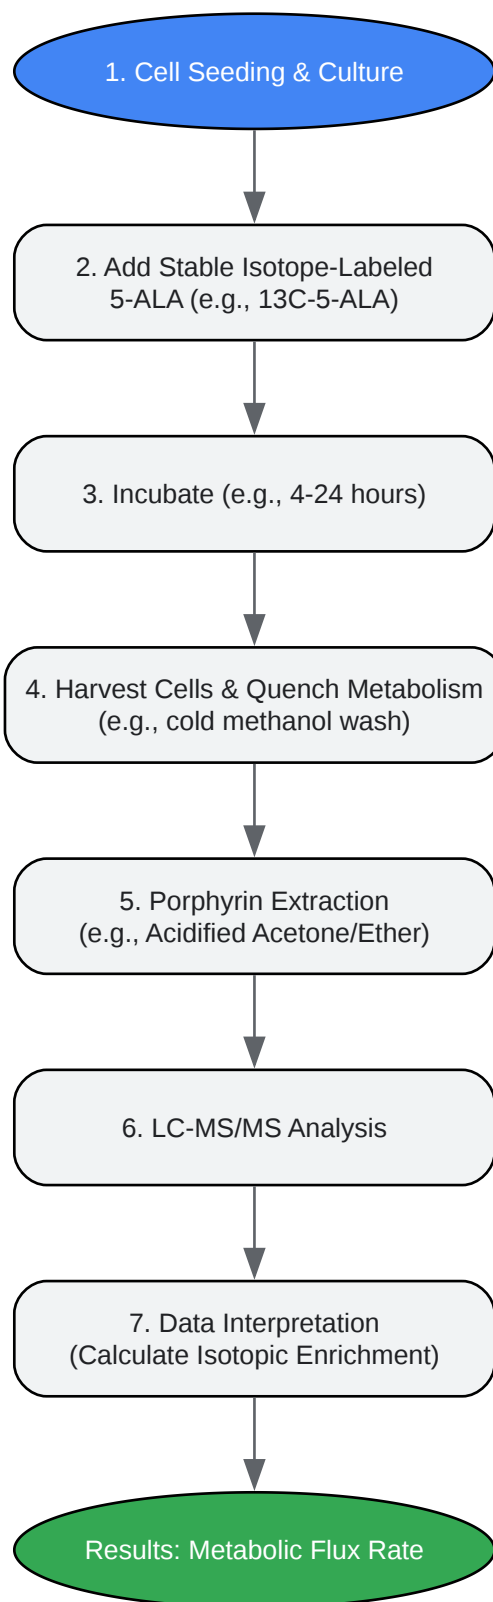 1. Cell Seeding & Culture
2. Add Stable Isotope-Labeled
5-ALA (e.g., 13C-5-ALA)
3. Incubate (e.g., 4-24 hours)
4. Harvest Cells & Quench Metabolism
(e.g., cold methanol wash)
5. Porphyrin Extraction
(e.g., Acidified Acetone/Ether)
6. LC-MS/MS Analysis
7. Data Interpretation
(Calculate Isotopic Enrichment)
Results: Metabolic Flux Rate